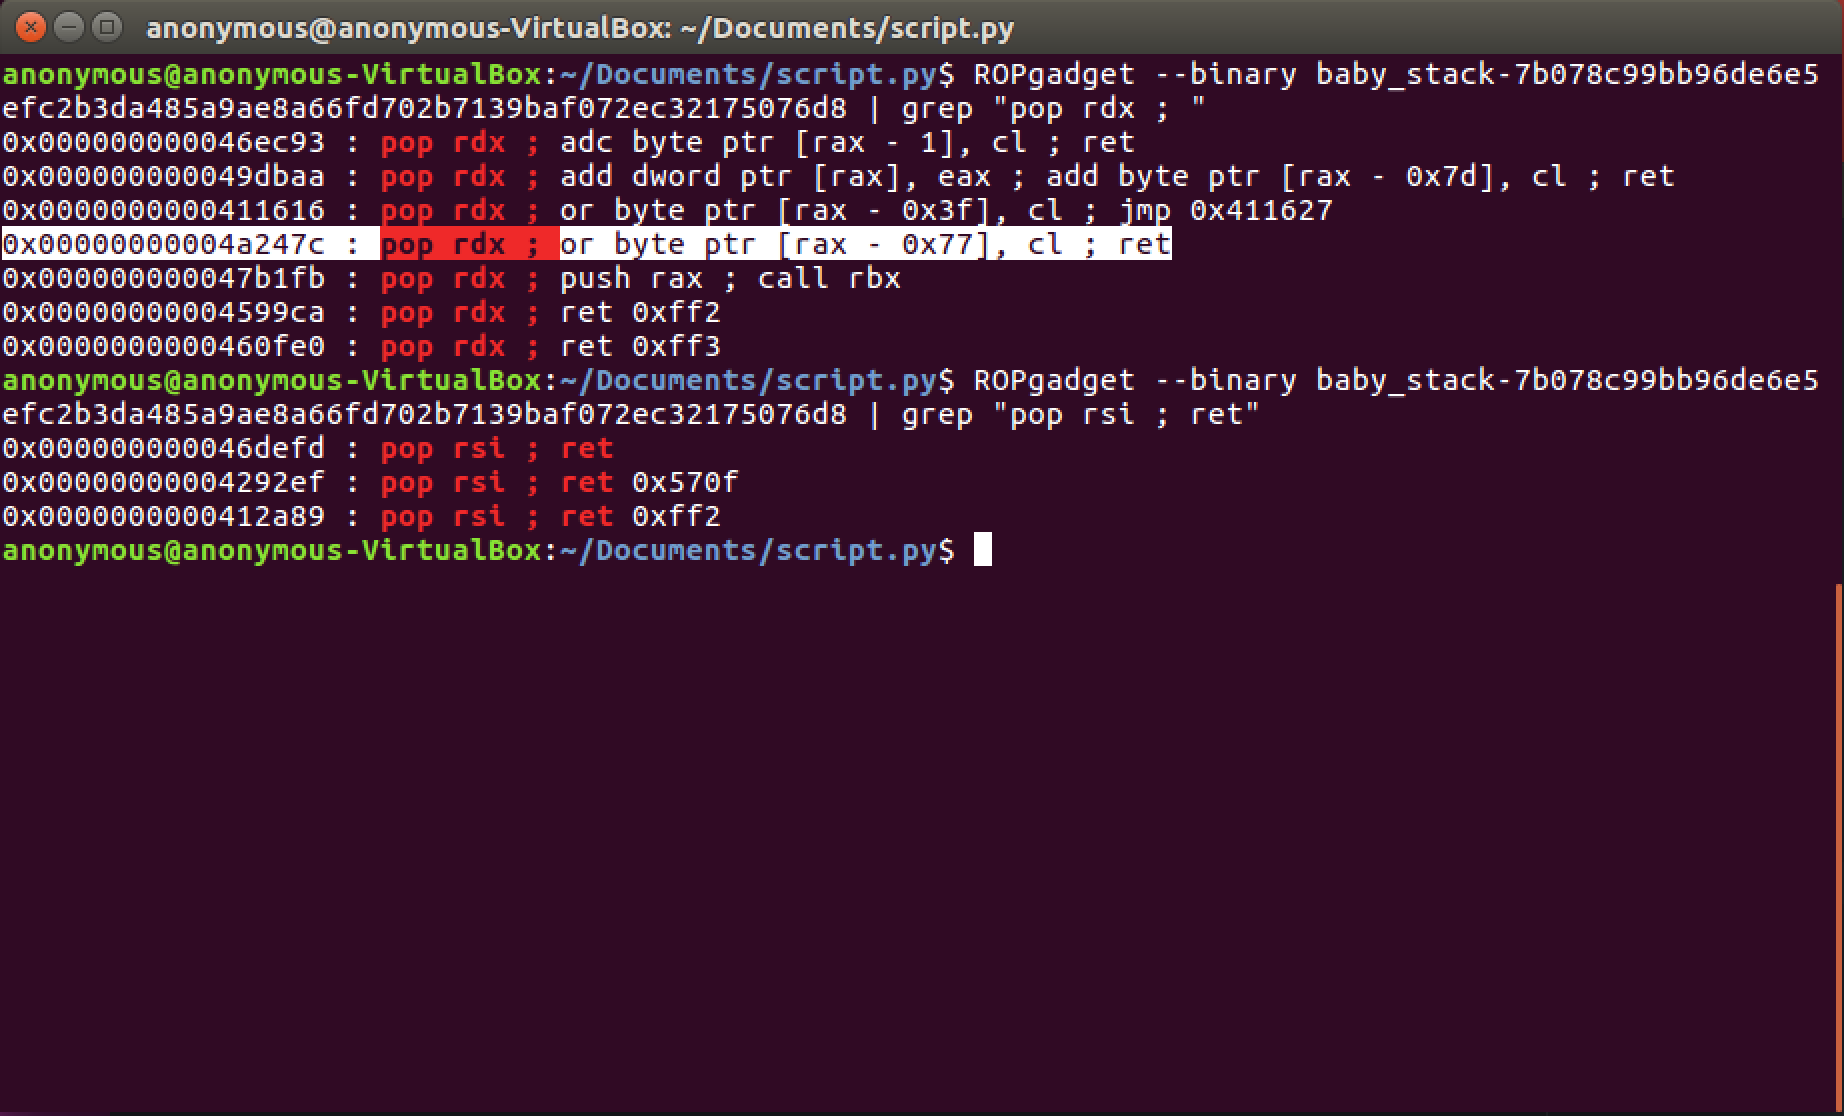 anonymous@anonymous-VirtualBox: ~/Documents/script.py
anonymous@anonymous-VirtualBox:~/Documents/script.py$ ROPgadget --binary baby_stack-7b078c99bb96de6e5
efc2b3da485a9ae8a66fd702b7139baf072ec32175076d8 | grep "pop rdx ; "
0x000000000046ec93 : pop rdx ; adc byte ptr [rax - 1], cl ; ret
0x000000000049dbaa : pop rdx ; add dword ptr [rax], eax ; add byte ptr [rax - 0x7d], cl ; ret
0x0000000000411616 : pop rdx ; or byte ptr [rax - 0x3f], cl ; jmp 0x411627
0x00000000004a247c : pop rdx ; or byte ptr [rax - 0x77], cl ; ret
0x000000000047b1fb : pop rdx ; push rax ; call rbx
0x00000000004599ca : pop rdx ; ret 0xff2
0x0000000000460fe0 : pop rdx ; ret 0xff3
anonymous@anonymous-VirtualBox:~/Documents/script.py$ ROPgadget --binary baby_stack-7b078c99bb96de6e5
efc2b3da485a9ae8a66fd702b7139baf072ec32175076d8 | grep "pop rsi ; ret"
0x000000000046defd : pop rsi ; ret
0x00000000004292ef : pop rsi ; ret 0x570f
0x0000000000412a89 : pop rsi ; ret 0xff2
anonymous@anonymous-VirtualBox:~/Documents/script.py$